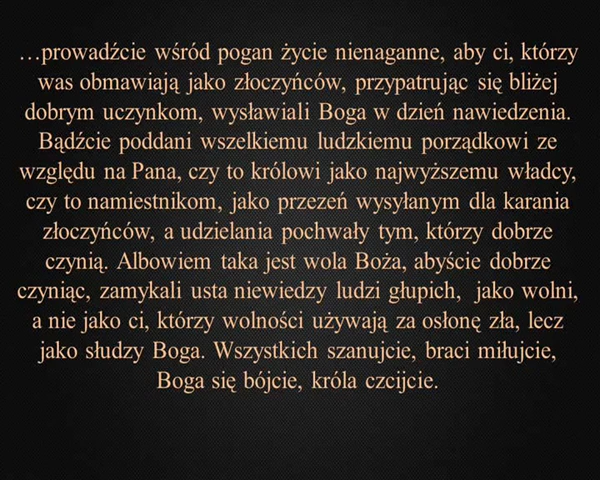 …prowadźcie wśród pogan życie nienaganne, aby ci, którzy
was obmawiają jako złoczyńców, przypatrując się bliżej
dobrym uczynkom, wysławiali Boga w dzień nawiedzenia.
Bądźcie poddani wszelkiemu ludzkiemu porządkowi ze
względu na Pana, czy to królowi jako najwyższemu władcy,
czy to namiestnikom, jako przezeń wysyłanym dla karania
złoczyńców, a udzielania pochwały tym, którzy dobrze
czynią. Albowiem taka jest wola Boża, abyście dobrze
czyniąc, zamykali usta niewiedzy ludzi głupich, jako wolni,
a nie jako ci, którzy wolności używają za osłonę zła, lecz
jako słudzy Boga. Wszystkich szanujcie, braci miłujcie,
Boga się bójcie, króla czcijcie.